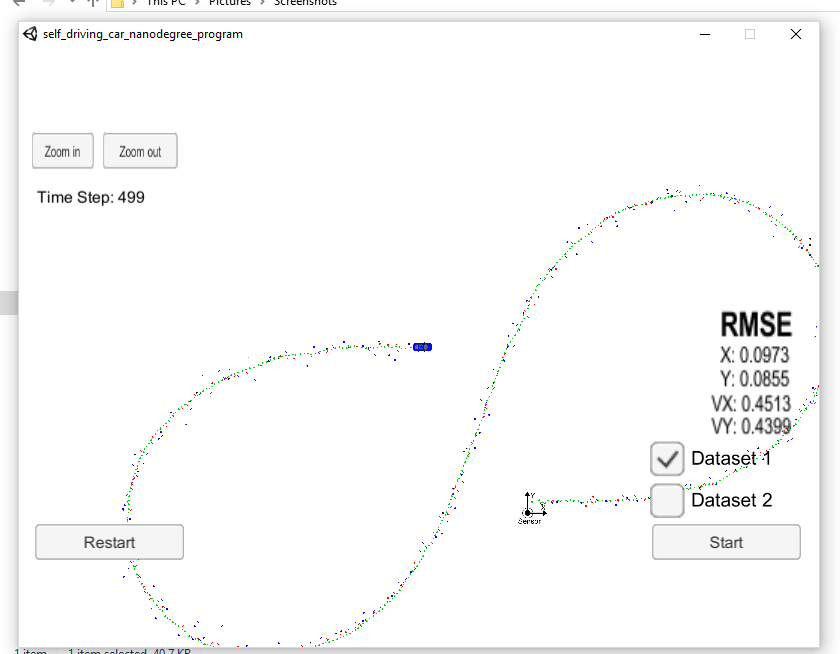 This PC > Pictures > Screenshots
self_driving_car_nanodegree_program
Zoom in
Zoom out
Time Step: 499
RMSE
X: 0.0973
Y: 0.0855
VX: 0.4513
VY: 0.4399
Dataset 1
Dataset 2
Y
X
Sensor
Restart
Start
1 item
1 item selected 40.7 KB